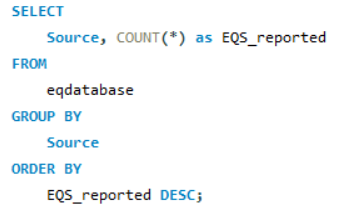 SELECT
Source, COUNT(*) as EQS_reported
FROM
eqdatabase
GROUP BY
Source
ORDER BY
EQS_reported DESC;